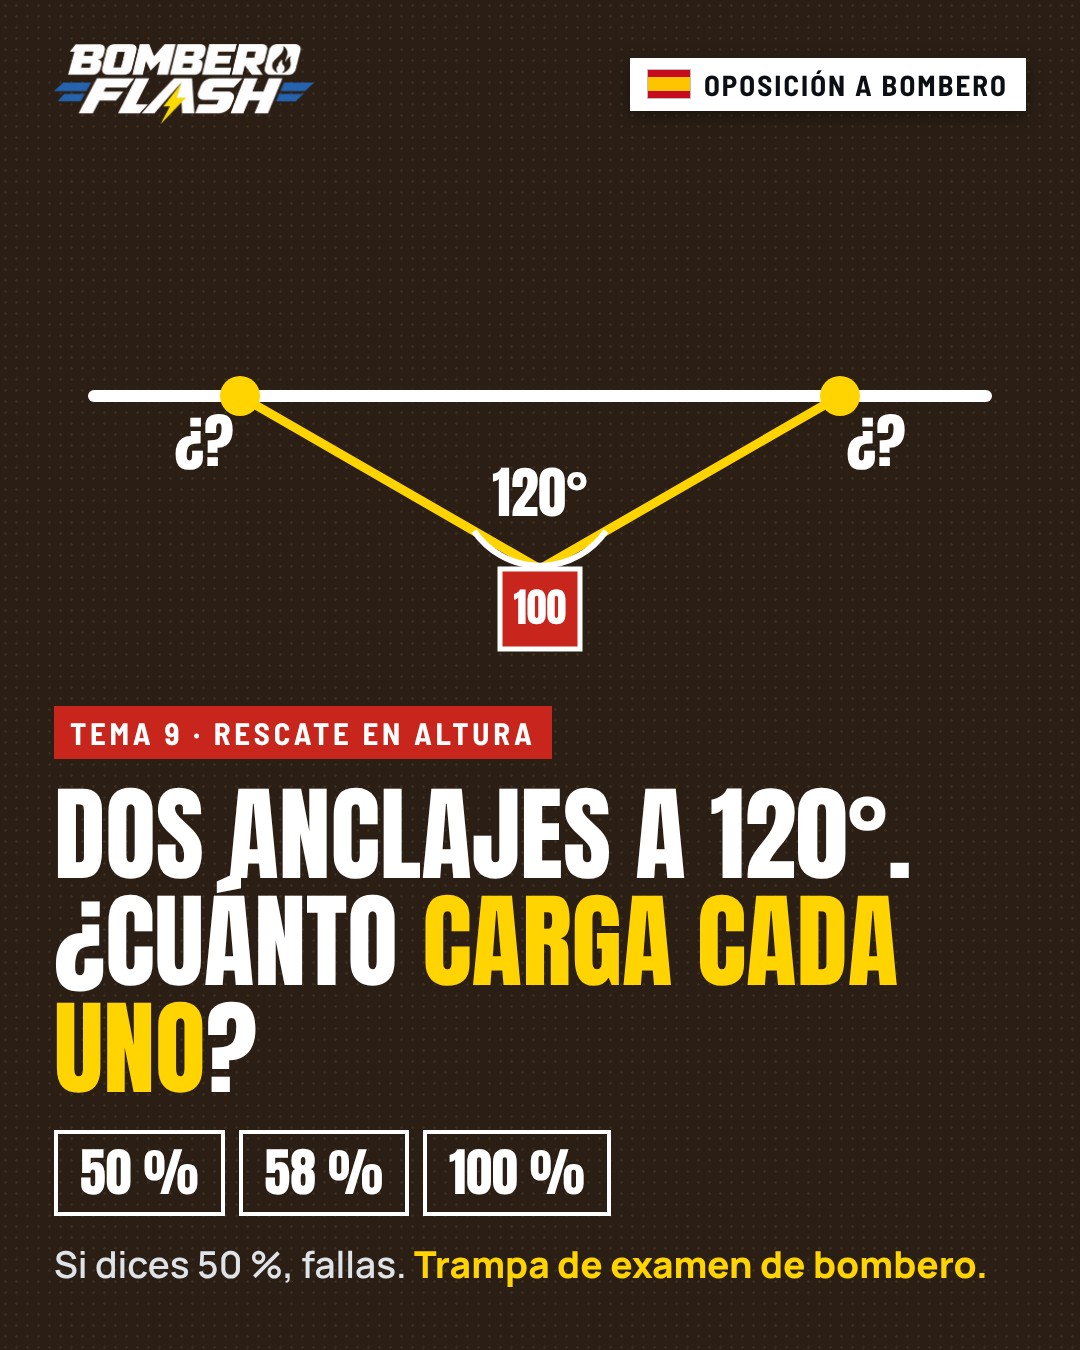 BOMBERO
FLASH
OPOSICIÓN A BOMBERO
¿?
¿?
120°
100
TEMA 9 · RESCATE EN ALTURA
DOS ANCLAJES A 120°.
¿CUÁNTO CARGA CADA
UNO?
50 %
58 %
100 %
Si dices 50 %, fallas. Trampa de examen de bombero.